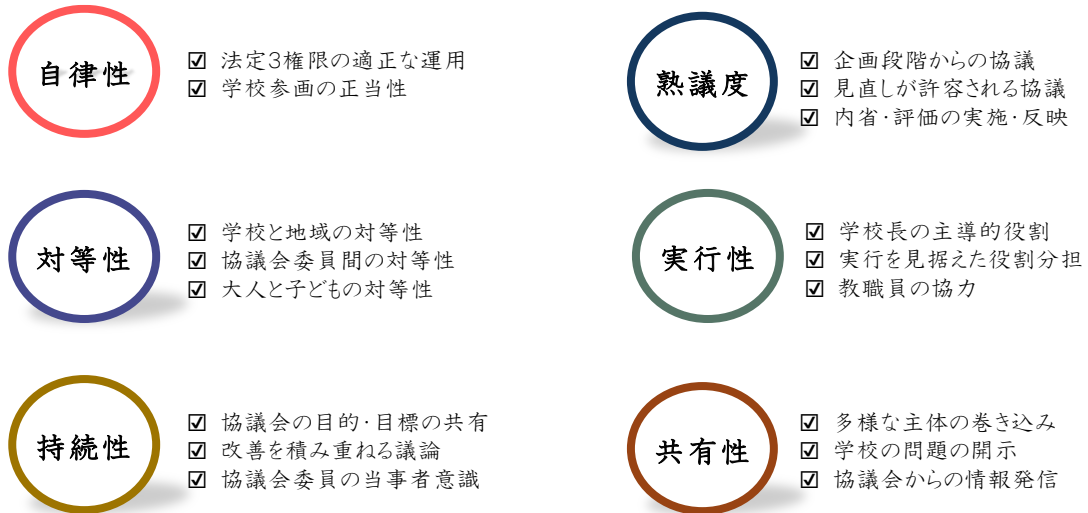 自律性
☑ 法定3権限の適正な運用
☑ 学校参画の正当性
熟議度
☑ 企画段階からの協議
☑ 見直しが許容される協議
☑ 内省・評価の実施・反映
対等性
☑ 学校と地域の対等性
☑ 協議会委員間の対等性
☑ 大人と子どもの対等性
実行性
☑ 学校長の主導的役割
☑ 実行を見据えた役割分担
☑ 教職員の協力
持続性
☑ 協議会の目的・目標の共有
☑ 改善を積み重ねる議論
☑ 協議会委員の当事者意識
共有性
☑ 多様な主体の巻き込み
☑ 学校の問題の開示
☑ 協議会からの情報発信